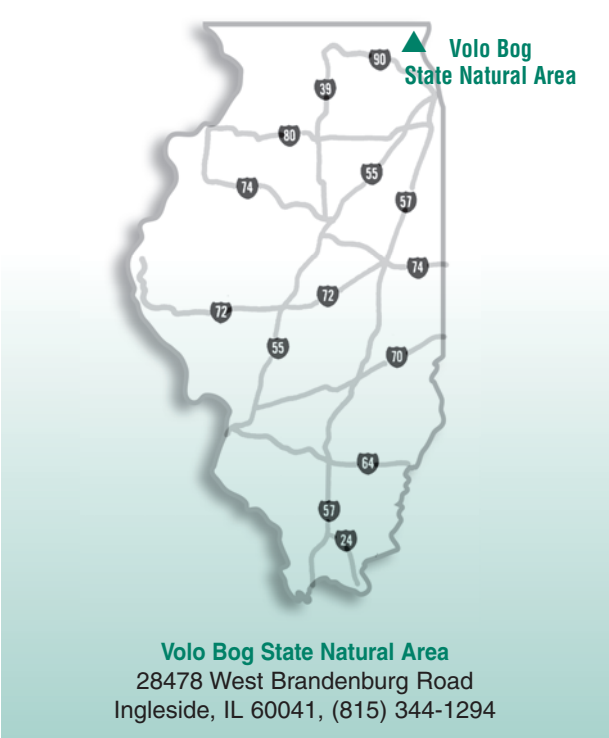 Volo Bog
State Natural Area
90
39
80
55
74
57
74
72
72
55
70
64
57
24
Volo Bog State Natural Area
28478 West Brandenburg Road
Ingleside, IL 60041, (815) 344-1294